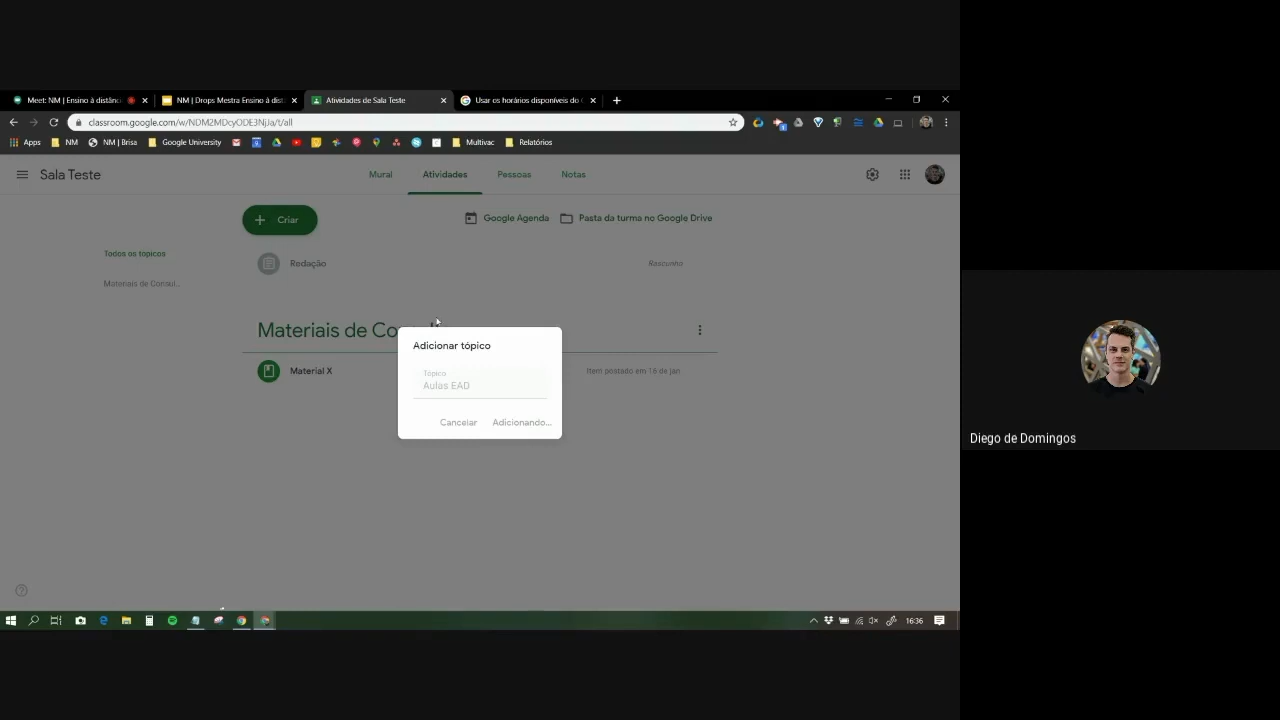 Meet: NM | Ensino à distânc
NM | Drops Mestra Ensino à dist
Atividades de Sala Teste
Usar os horários disponíveis do
classroom.google.com/w/NDM2MDcyODE3NjJa/t/all
Apps
NM
NM | Brisa
Google University
Multivac
Relatórios
Sala Teste
Mural
Atividades
Pessoas
Notas
Criar
Google Agenda
Pasta da turma no Google Drive
Todos os tópicos
Redação
Rascunho
Materiais de Consul...
Materiais de Co
Adicionar tópico
Material X
Item postado em 16 de jan.
Tópico
Aulas EAD
Cancelar
Adicionando...
Diego de Domingos
16:36